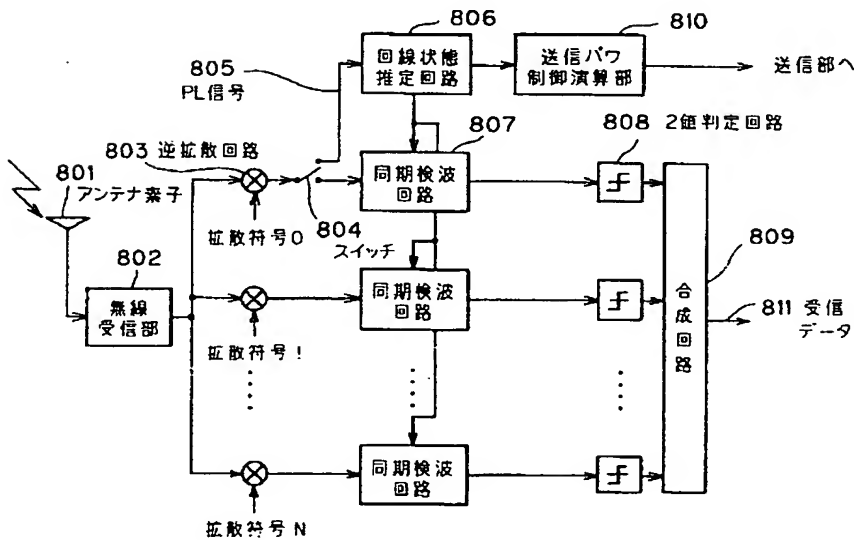 806
810
回線状態
推定回路
送信パワ
制御演算部
送信部へ
805
PL信号
807
808 2値判定回路
803 逆拡散回路
801
アンテナ素子
同期検波
回路
拡散符号0
804
スイッチ
809
802
無線
受信部
同期検波
回路
合成回路
811 受信
データ
拡散符号1
同期検波
回路
拡散符号N